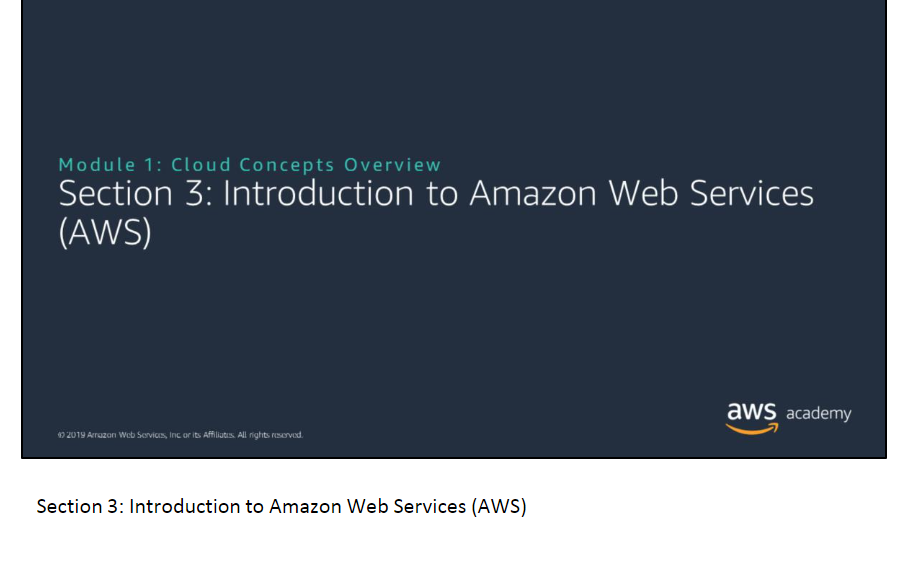 Module 1: Cloud Concepts Overview
Section 3: Introduction to Amazon Web Services
(AWS)
aws academy
© 2019 Amazon Web Services, Inc. or its Affiliates. All rights reserved.
Section 3: Introduction to Amazon Web Services (AWS)